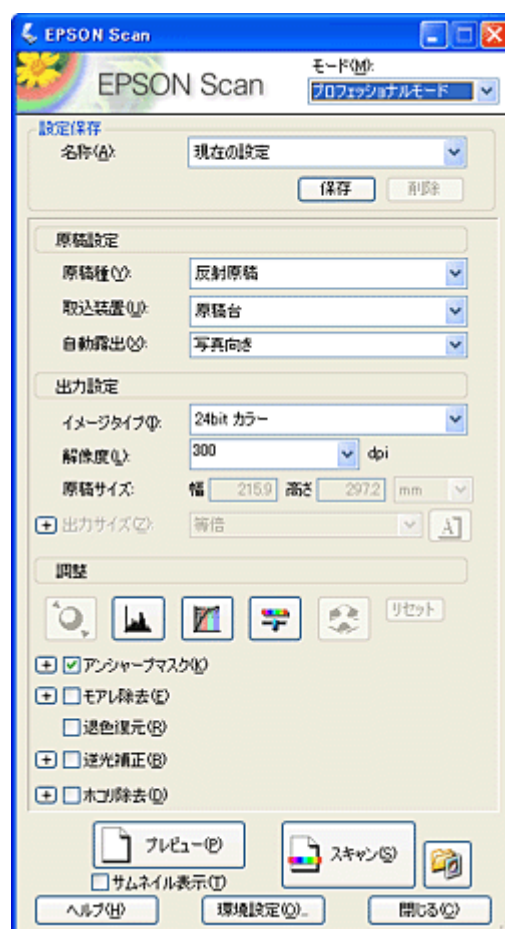 EPSON Scan
EPSON Scan
モード(M):
プロフェッショナルモード
設定保存
名称(A):
現在の設定
保存
削除
原稿設定
原稿種(Y):
反射原稿
取込装置(U):
原稿台
自動露出(X):
写真向き
出力設定
イメージタイプ(I):
24bit カラー
解像度(L):
300
dpi
原稿サイズ:
幅
215.9
高さ
297.2
mm
出力サイズ(Z):
等倍
調整
リセット
アンシャープマスク(K)
モアレ除去(E)
退色復元(R)
逆光補正(B)
ホコリ除去(D)
プレビュー(P)
スキャン(S)
サムネイル表示(T)
ヘルプ(H)
環境設定(O)...
閉じる(C)